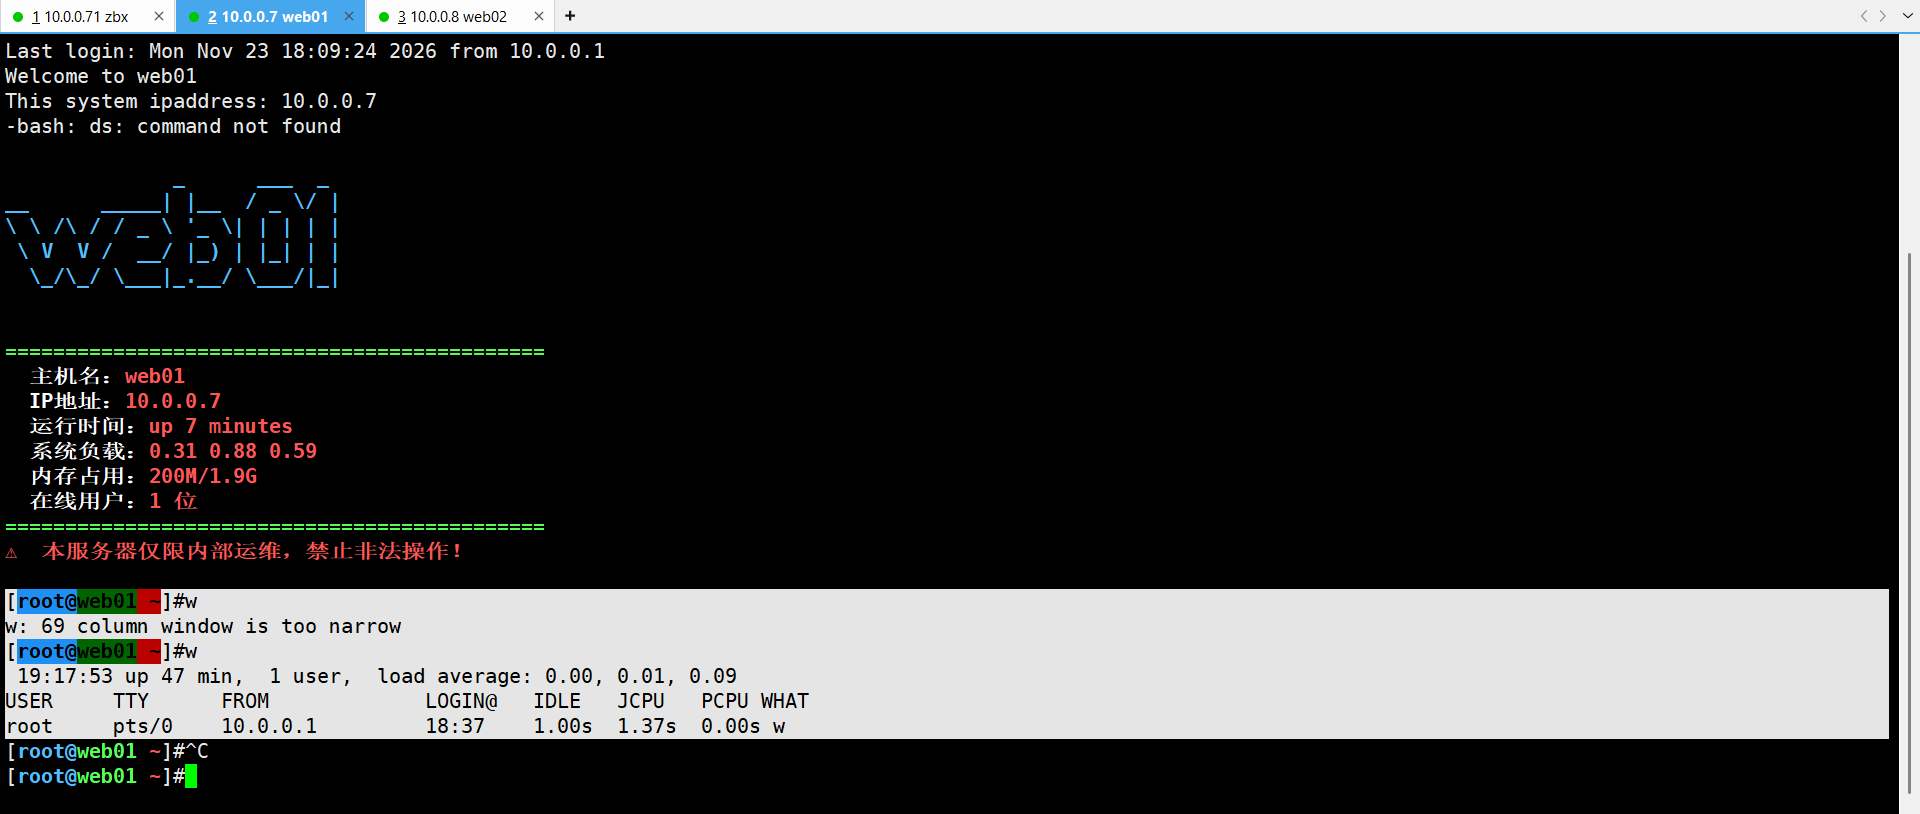 1 10.0.0.71 zbx × 2 10.0.0.7 web01 × 3 10.0.0.8 web02 × +
Last login: Mon Nov 23 18:09:24 2026 from 10.0.0.1
Welcome to web01
This system ipaddress: 10.0.0.7
-bash: ds: command not found
              _      ___  _
__      _____| |__  / _ \/ |
\ \ /\ / / _ \ '_ \| | | | |
 \ V  V /  __/ |_) | |_| | |
  \_/\_/ \___|_.__/ \___/|_|
=============================================
主机名：web01
IP地址：10.0.0.7
运行时间：up 7 minutes
系统负载：0.31 0.88 0.59
内存占用：200M/1.9G
在线用户：1 位
=============================================
⚠ 本服务器仅限内部运维，禁止非法操作！
[root@web01 ~]#w
w: 69 column window is too narrow
[root@web01 ~]#w
 19:17:53 up 47 min,  1 user,  load average: 0.00, 0.01, 0.09
USER     TTY      FROM             LOGIN@   IDLE   JCPU   PCPU WHAT
root     pts/0    10.0.0.1         18:37    1.00s  1.37s  0.00s w
[root@web01 ~]#^C
[root@web01 ~]#